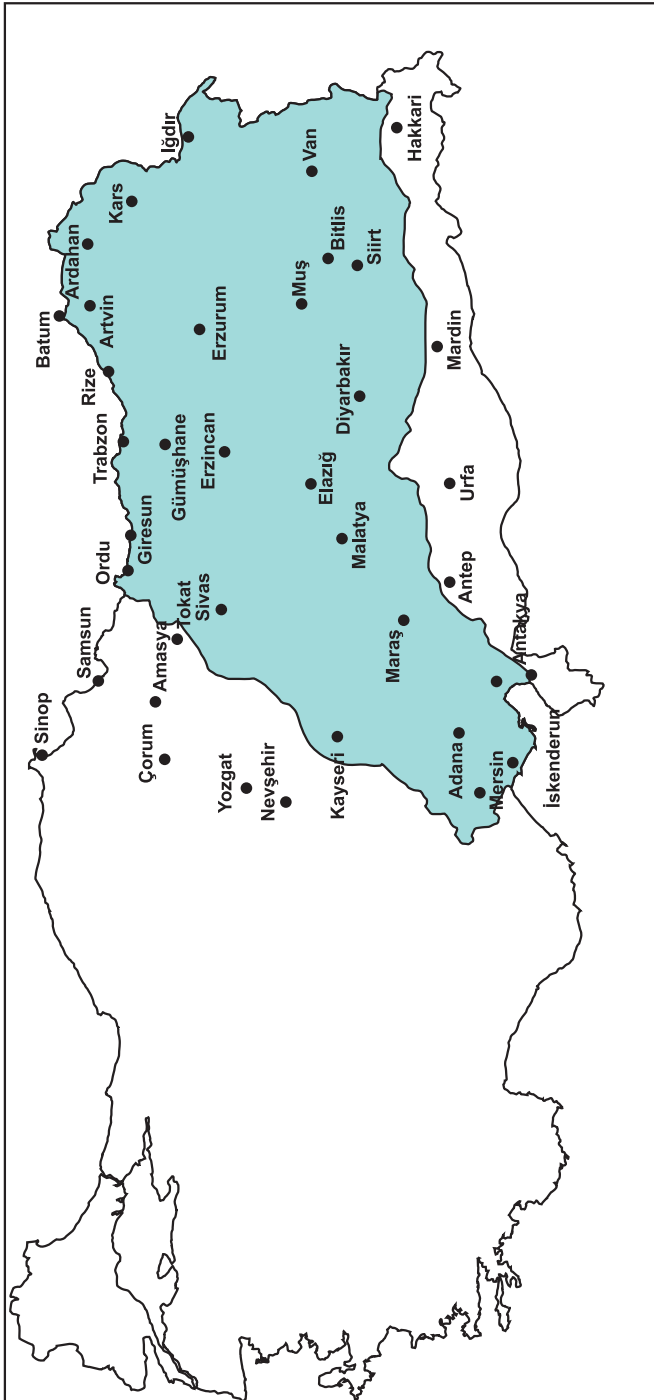 Sinop
Samsun
Ordu
Giresun
Trabzon
Rize
Batum
Artvin
Ardahan
Kars
Iğdır
Çorum
Amasya
Tokat
Sivas
Gümüşhane
Erzincan
Erzurum
Yozgat
Nevşehir
Kayseri
Malatya
Elazığ
Muş
Bitlis
Van
Siirt
Diyarbakır
Maraş
Adana
Mersin
İskenderun
Antakya
Antep
Urfa
Mardin
Hakkari